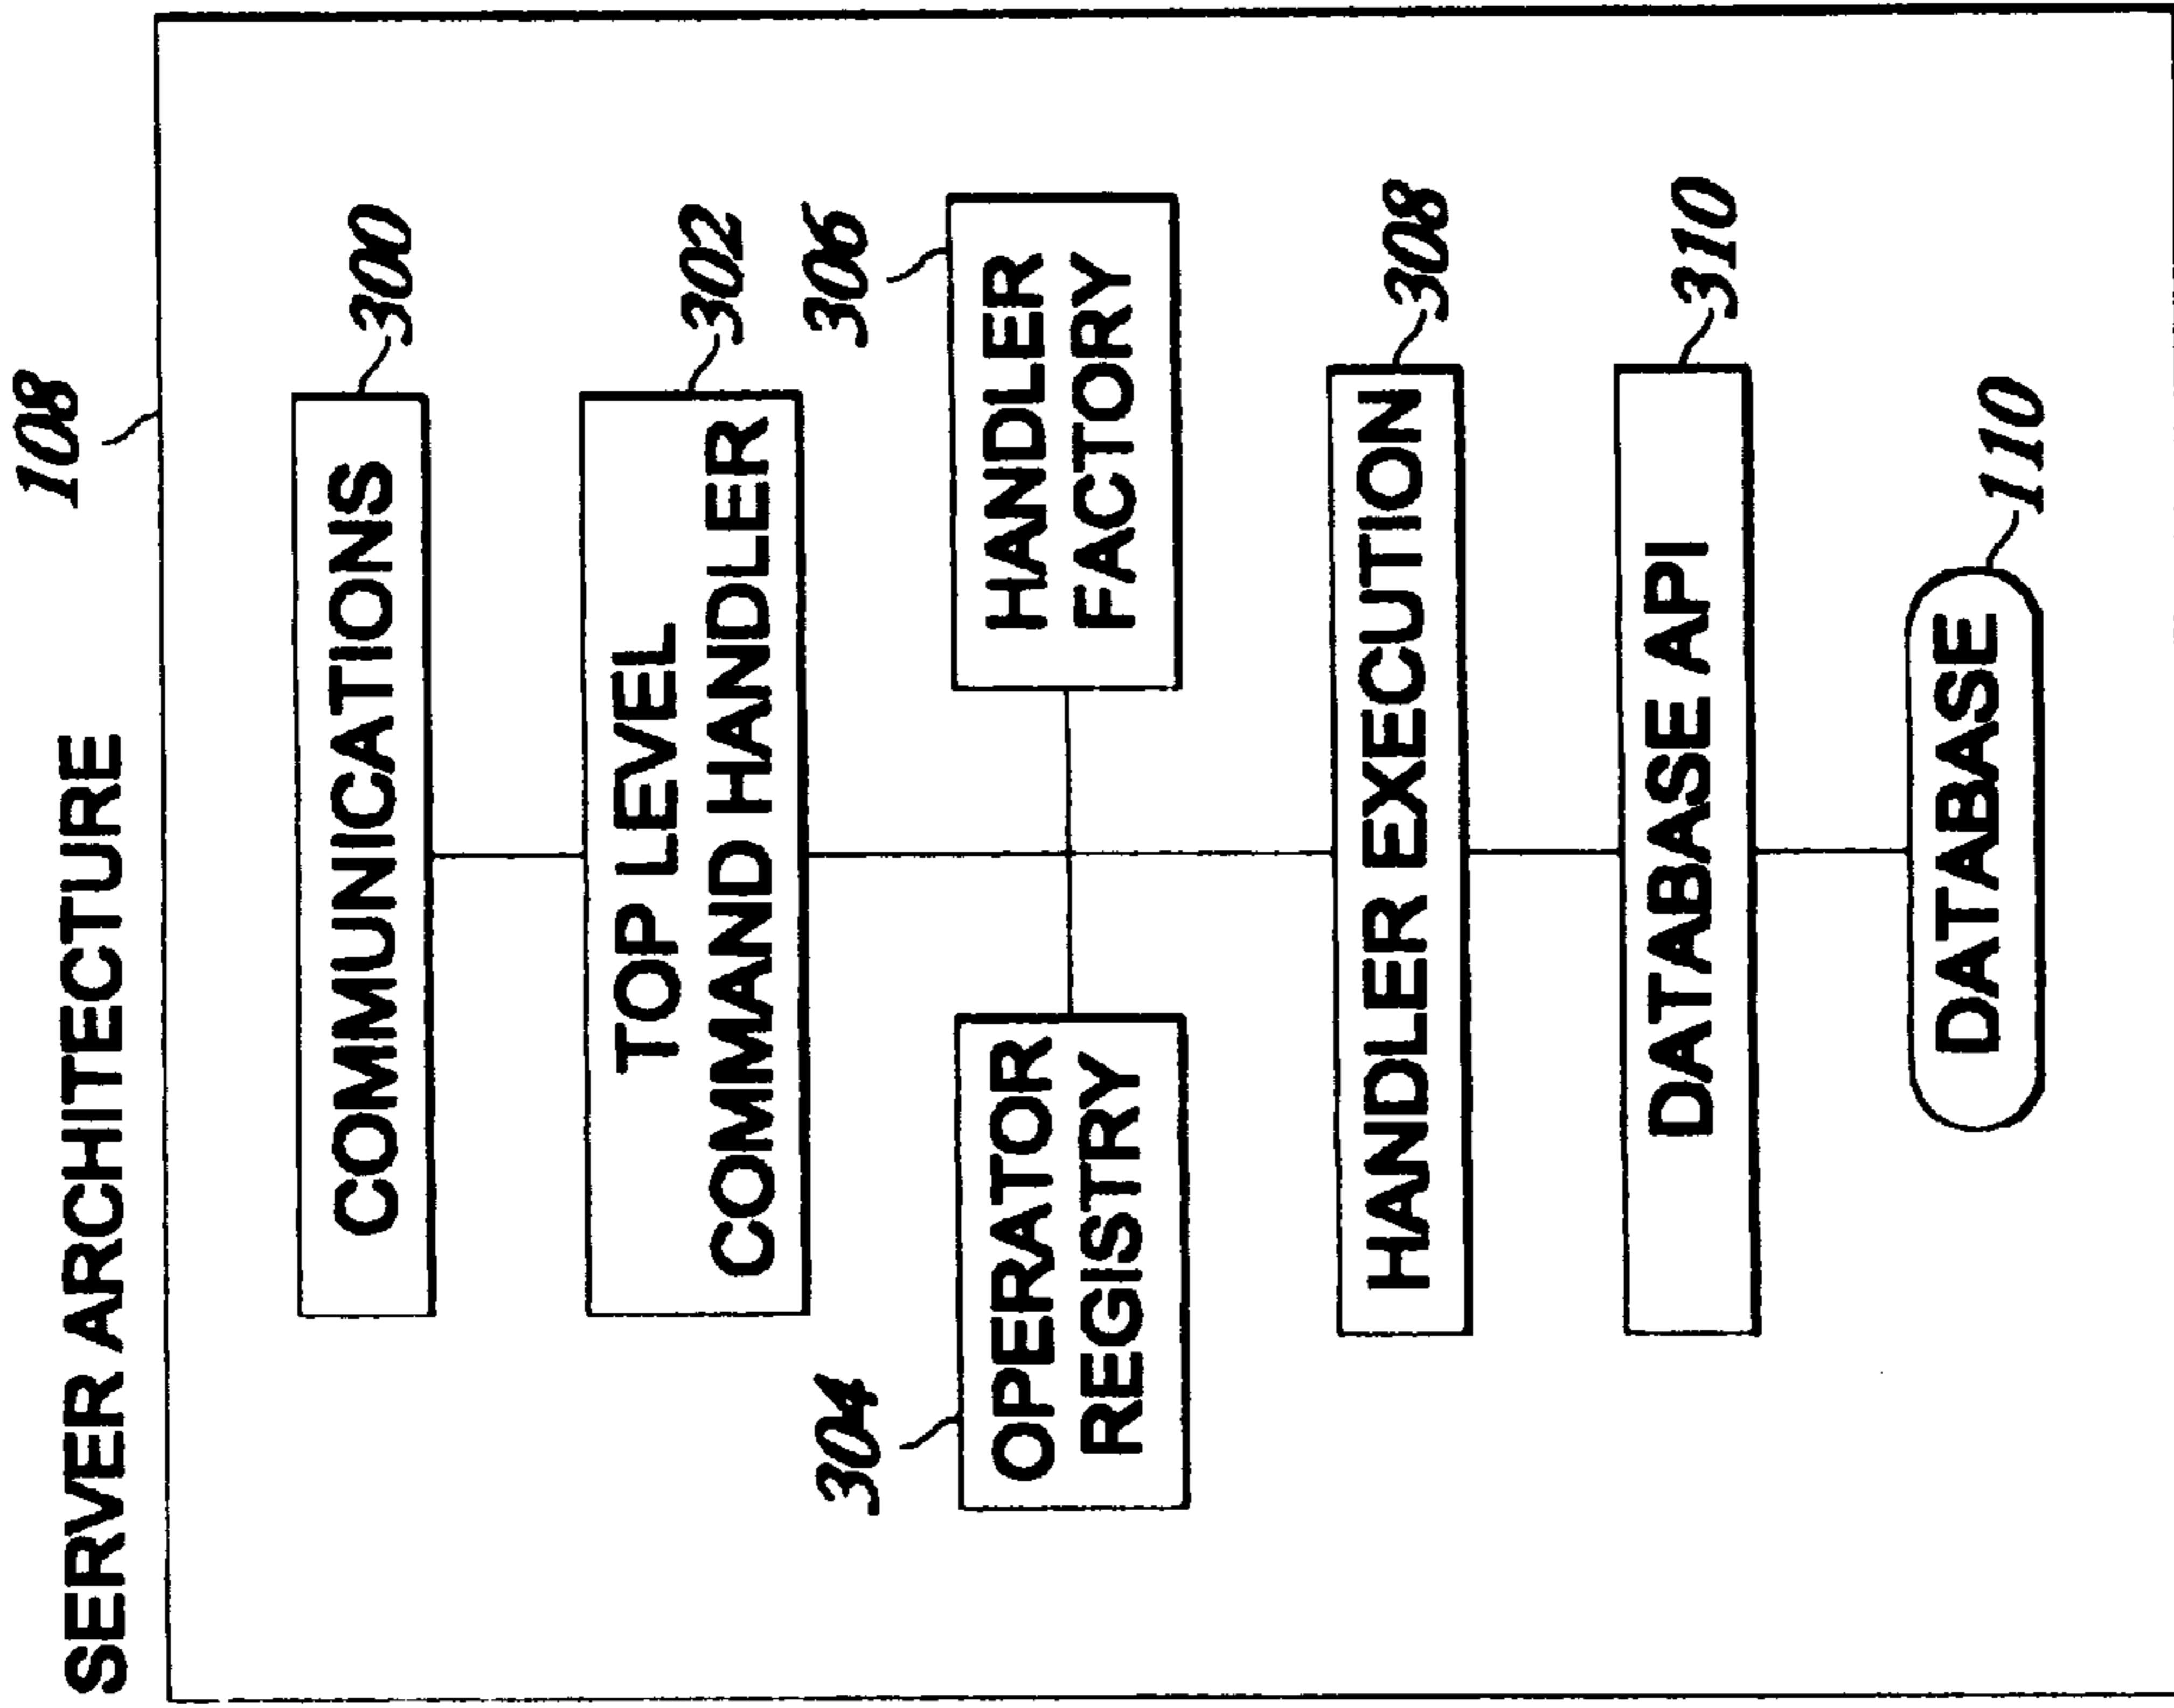 SERVER ARCHITECTURE
108
COMMUNICATIONS
300
TOP LEVEL
COMMAND HANDLER
302
304
OPERATOR
REGISTRY
306
HANDLER
FACTORY
HANDLER EXECUTION
308
DATABASE API
310
DATABASE
110